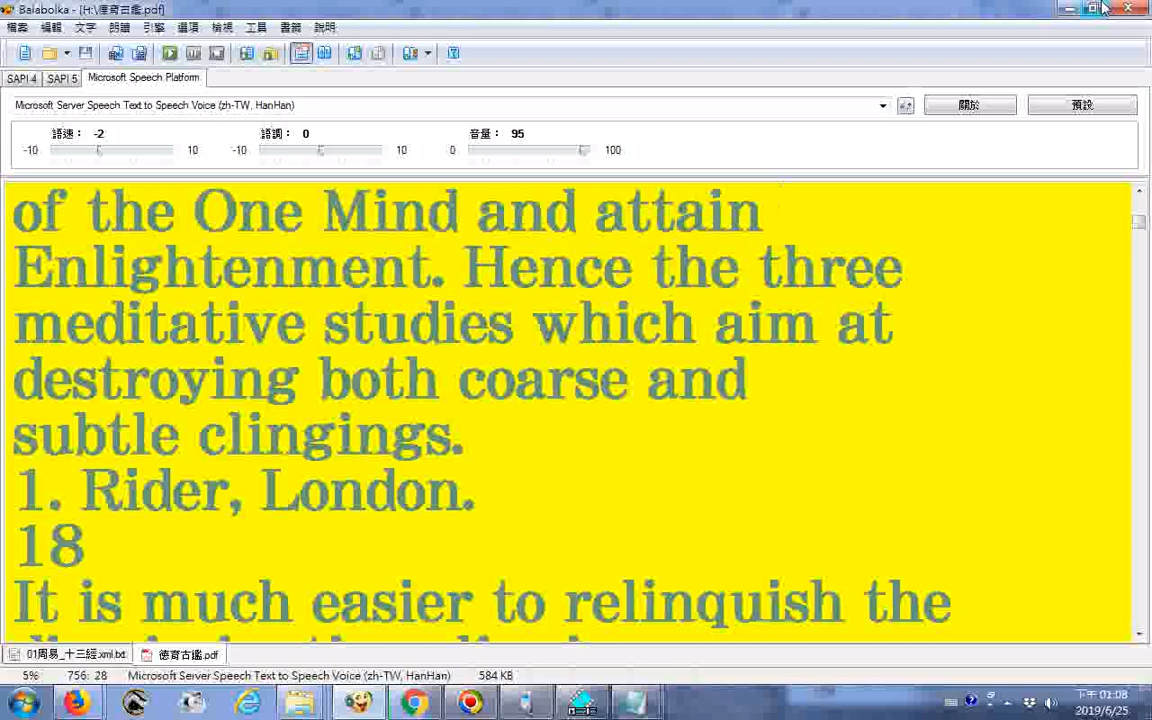 Balabolka - [H:\德育古鑑.pdf]
檔案 編輯 文字 朗讀 引擎 選項 檢視 工具 書籤 說明
SAPI 4 SAPI 5 Microsoft Speech Platform
Microsoft Server Speech Text to Speech Voice (zh-TW, HanHan) 關於 預設
語速： -2 語調： 0 音量： 95
-10 10 -10 10 0 100
of the One Mind and attain
Enlightenment. Hence the three
meditative studies which aim at
destroying both coarse and
subtle clingings.
1. Rider, London.
18
It is much easier to relinquish the
01周易_十三經.xml.txt 德育古鑑.pdf
5% 756: 28 Microsoft Server Speech Text to Speech Voice (zh-TW, HanHan) 584 KB
下午 01:08
2019/6/25